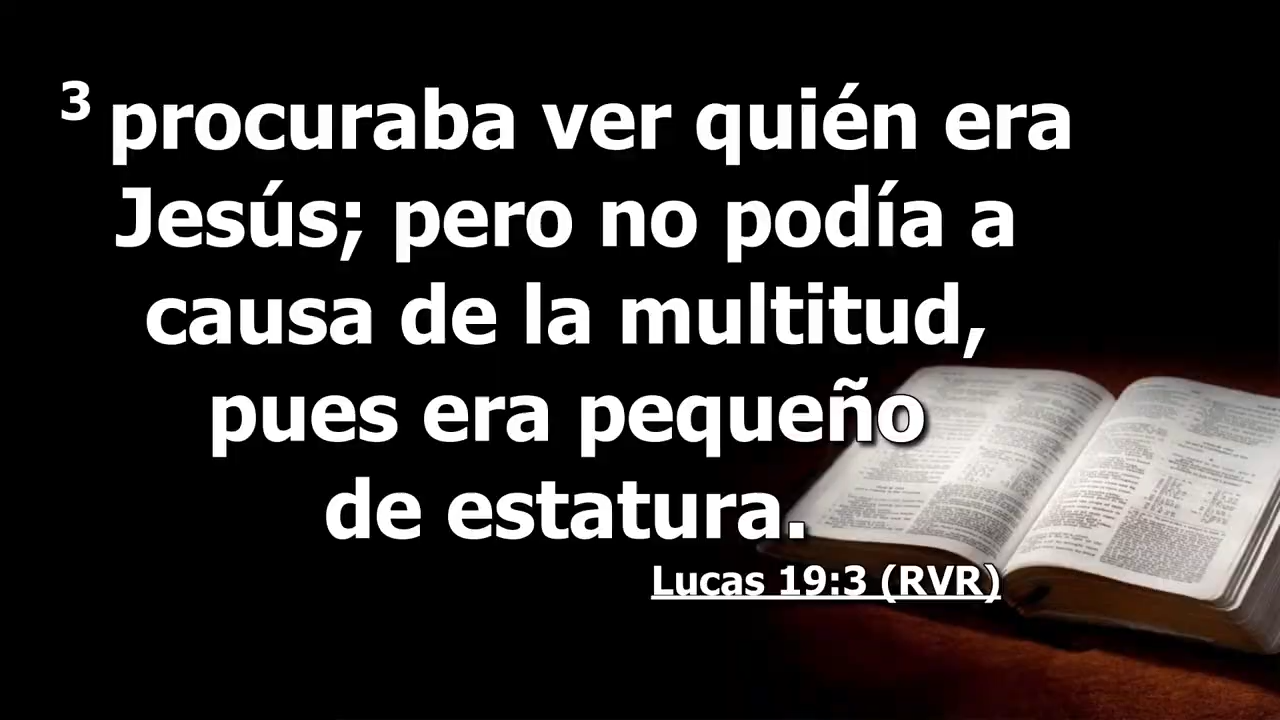 3 procuraba ver quién era
Jesús; pero no podía a
causa de la multitud,
pues era pequeño
de estatura.
Lucas 19:3 (RVR)